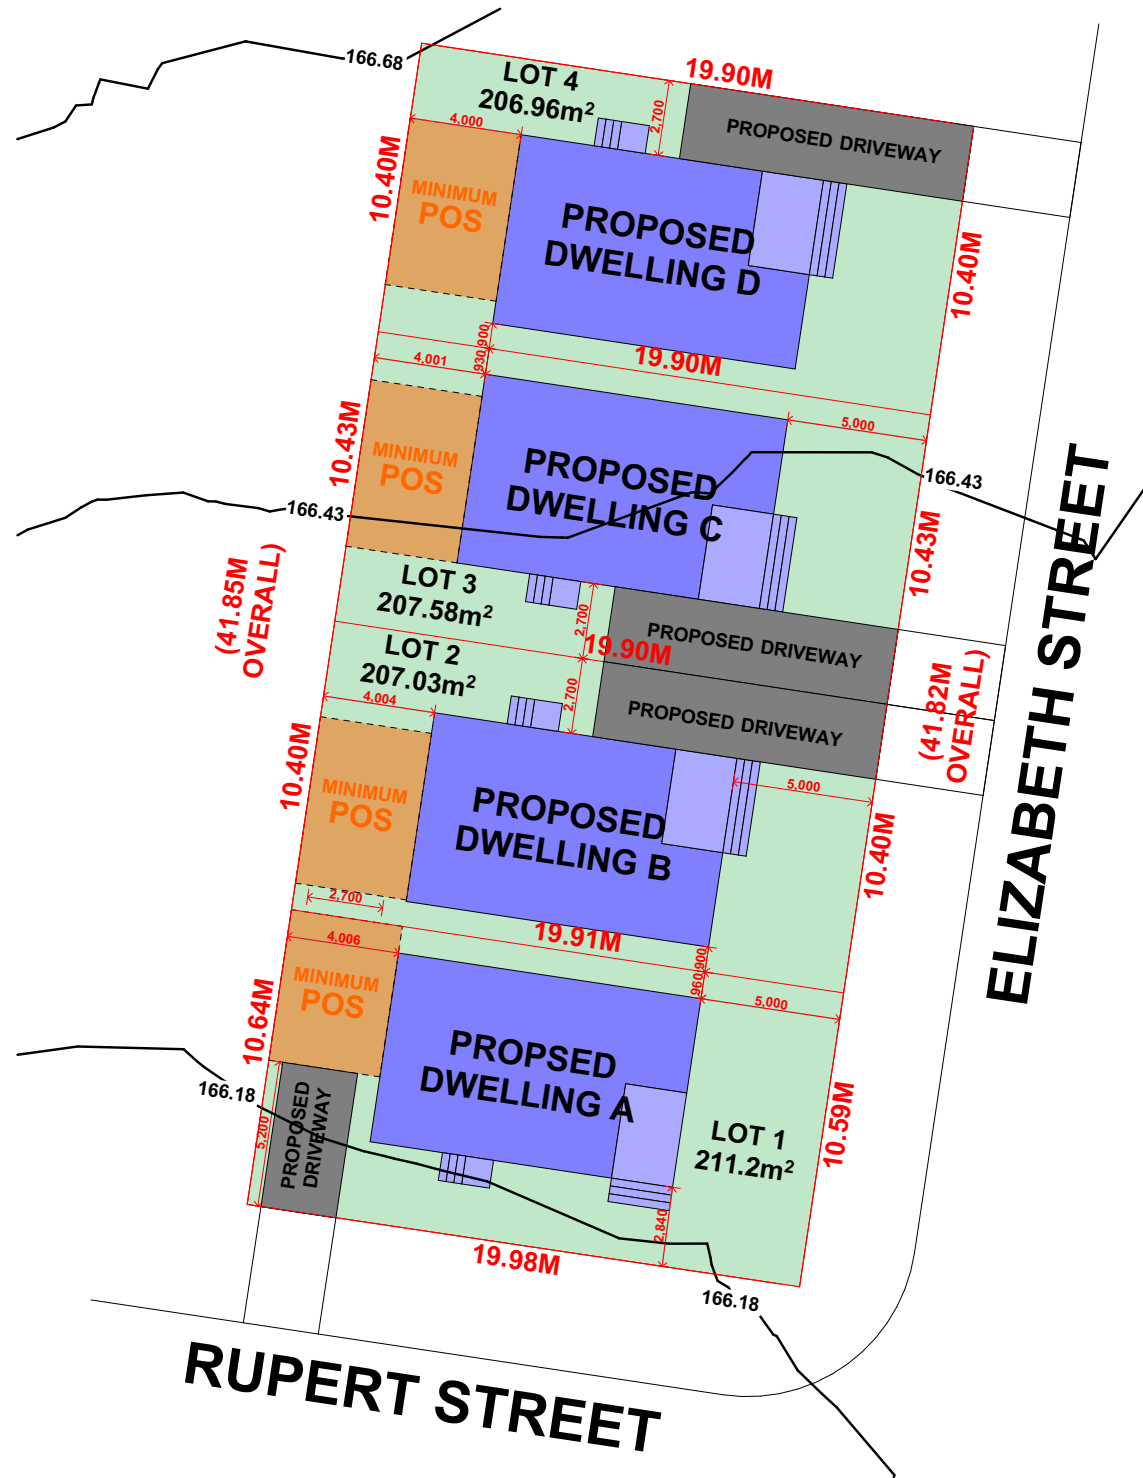 166.68
LOT 4
206.96m²
19.90M
2,700
PROPOSED DRIVEWAY
4,000
10.40M
MINIMUM
POS
PROPOSED
DWELLING D
10.40M
900
930
4,001
19.90M
5,000
10.43M
MINIMUM
POS
PROPOSED
DWELLING C
166.43
166.43
10.43M
(41.85M
OVERALL)
LOT 3
207.58m²
2,700
PROPOSED DRIVEWAY
19.90M
LOT 2
207.03m²
2,700
PROPOSED DRIVEWAY
(41.82M
OVERALL)
ELIZABETH STREET
4,004
10.40M
MINIMUM
POS
PROPOSED
DWELLING B
5,000
10.40M
2,700
19.91M
900
960
4,006
5,000
10.64M
MINIMUM
POS
PROPSED
DWELLING A
166.18
PROPOSED
DRIVEWAY
5,200
LOT 1
211.2m²
10.59M
2,840
19.98M
166.18
RUPERT STREET